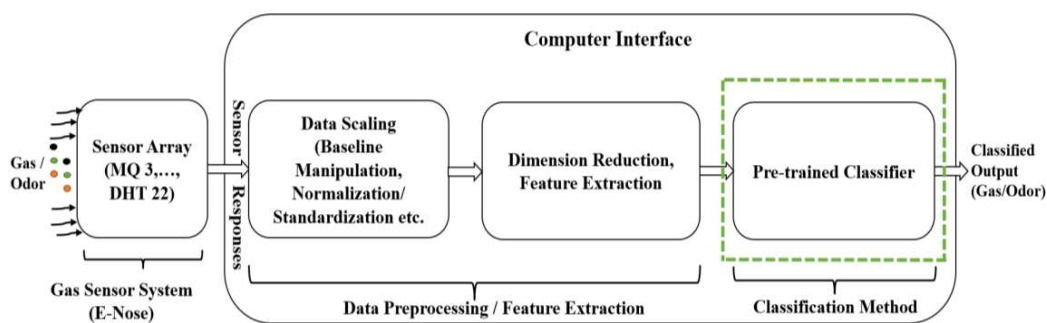 Computer Interface
Gas /
Odor
Sensor Array
(MQ 3,...,
DHT 22)
Sensor Responses
Data Scaling
(Baseline
Manipulation,
Normalization/
Standardization etc.
Dimension Reduction,
Feature Extraction
Pre-trained Classifier
Classified
Output
(Gas/Odor)
Gas Sensor System
(E-Nose)
Data Preprocessing / Feature Extraction
Classification Method